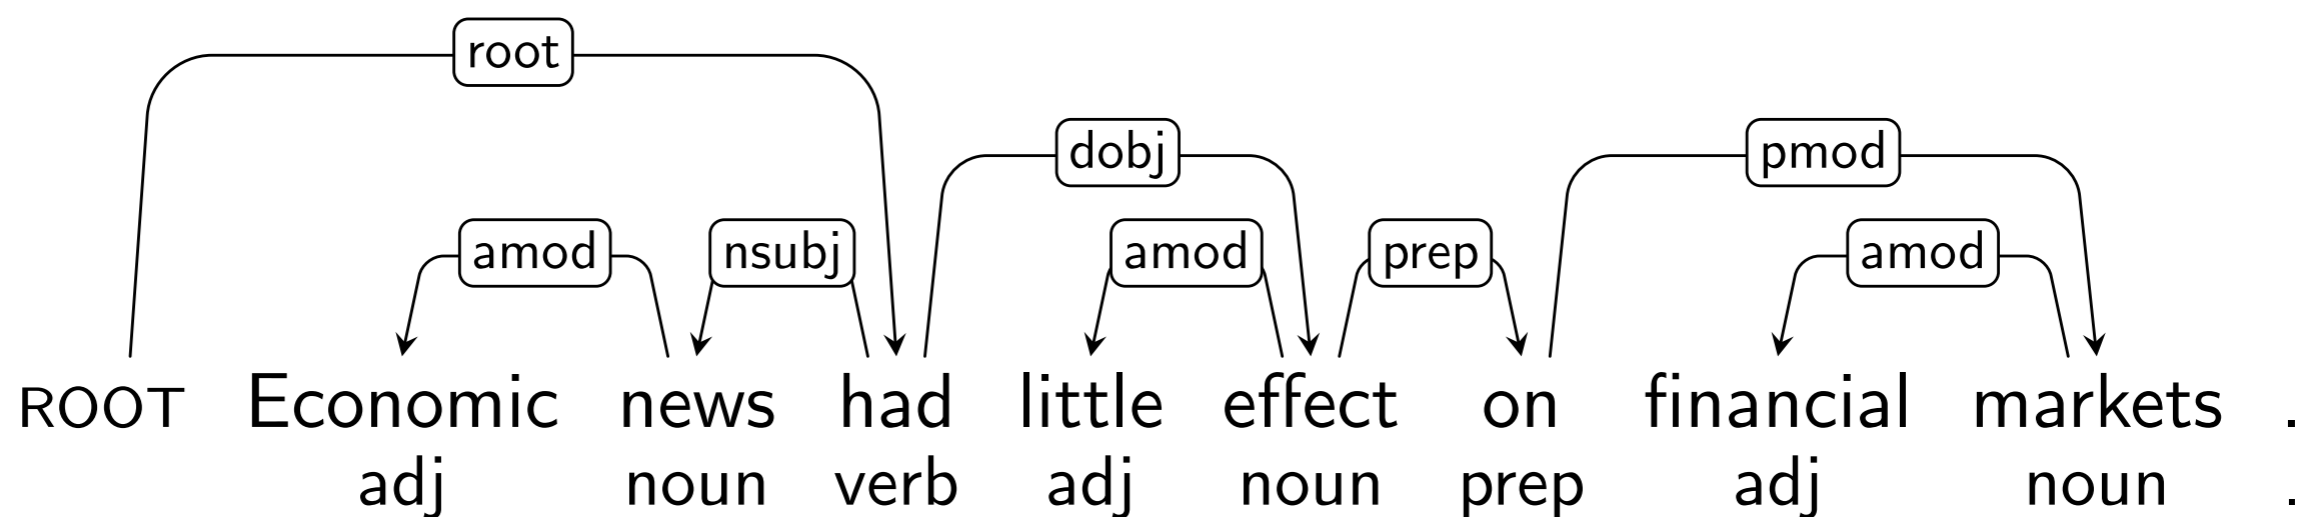 root
dobj pmod
amod nsubj amod prep amod
ROOT Economic news had little effect on financial markets .
adj noun verb adj noun prep adj noun .